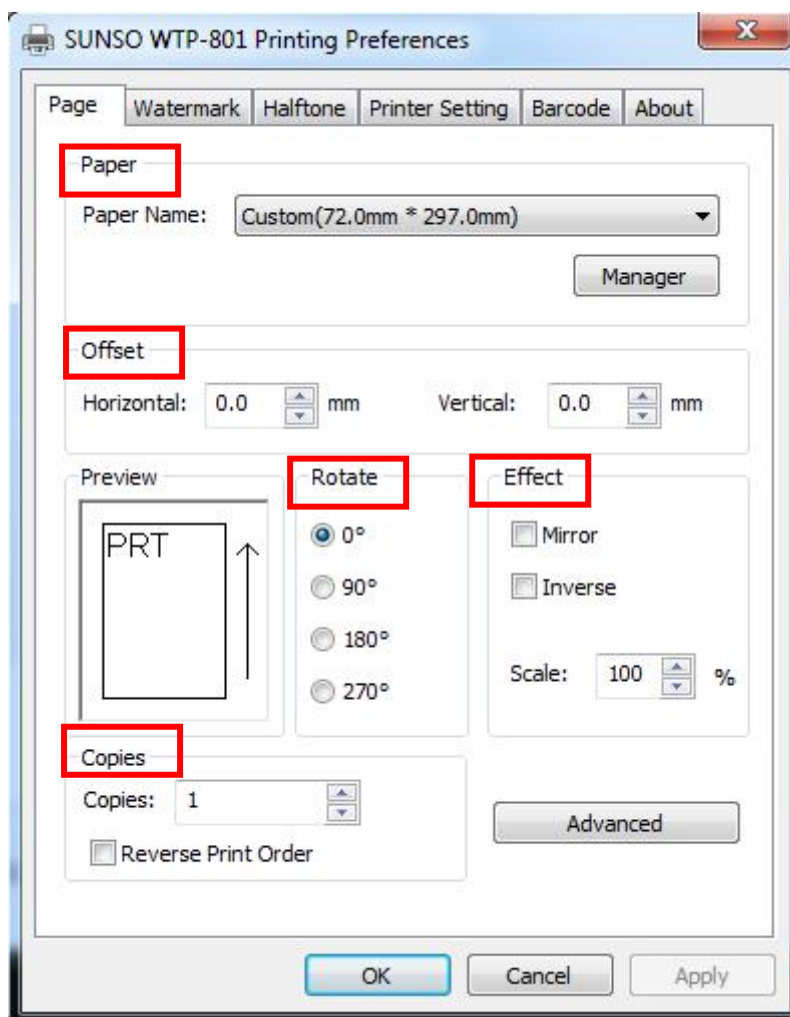 SUNSO WTP-801 Printing Preferences
Page Watermark Halftone Printer Setting Barcode About
Paper
Paper Name: Custom(72.0mm * 297.0mm)
Manager
Offset
Horizontal: 0.0 mm Vertical: 0.0 mm
Preview
PRT
Rotate
0°
90°
180°
270°
Effect
Mirror
Inverse
Scale: 100 %
Copies
Copies: 1
Reverse Print Order
Advanced
OK Cancel Apply